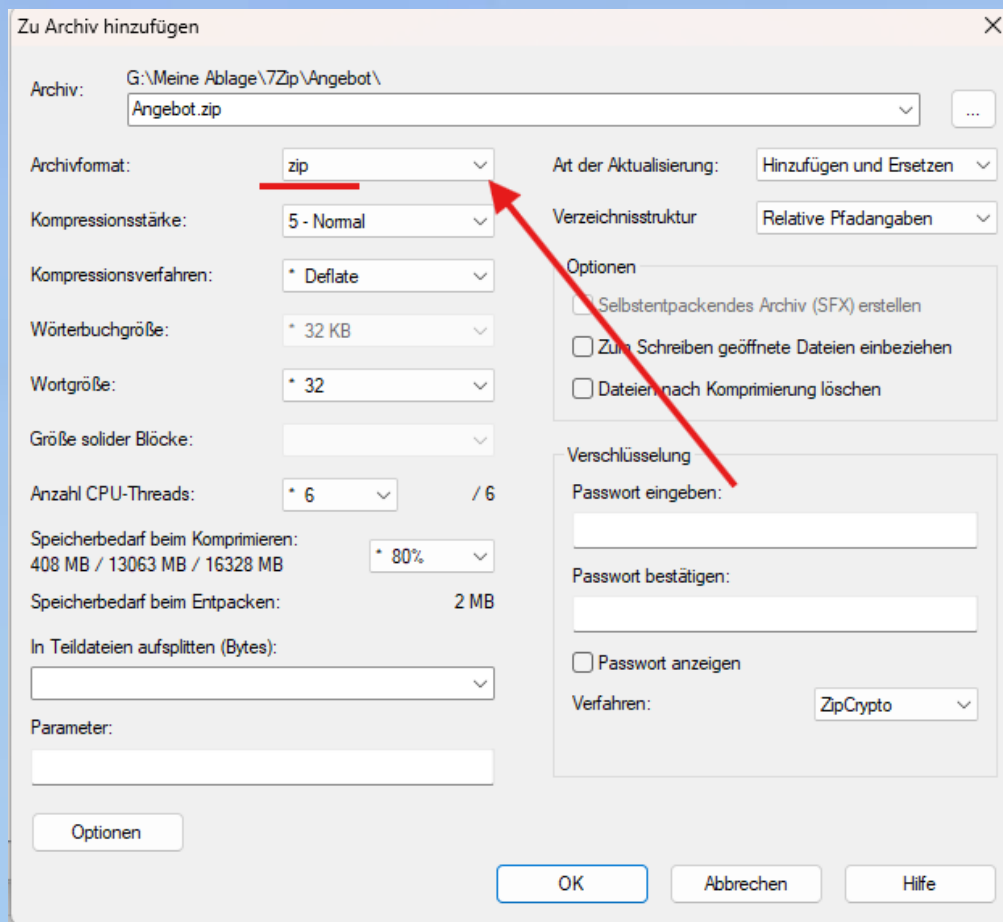 Zu Archiv hinzufügen
Archiv:
G:\Meine Ablage\7Zip\Angebot\
Angebot.zip
...
Archivformat:
zip
Kompressionsstärke:
5 - Normal
Kompressionsverfahren:
* Deflate
Wörterbuchgröße:
* 32 KB
Wortgröße:
* 32
Größe solider Blöcke:
Anzahl CPU-Threads:
* 6
/ 6
Speicherbedarf beim Komprimieren:
408 MB / 13063 MB / 16328 MB
* 80%
Speicherbedarf beim Entpacken:
2 MB
In Teildateien aufsplitten (Bytes):
Parameter:
Optionen
Art der Aktualisierung:
Hinzufügen und Ersetzen
Verzeichnisstruktur
Relative Pfadangaben
Optionen
Selbstentpackendes Archiv (SFX) erstellen
Zum Schreiben geöffnete Dateien einbeziehen
Dateien nach Komprimierung löschen
Verschlüsselung
Passwort eingeben:
Passwort bestätigen:
Passwort anzeigen
Verfahren:
ZipCrypto
OK
Abbrechen
Hilfe